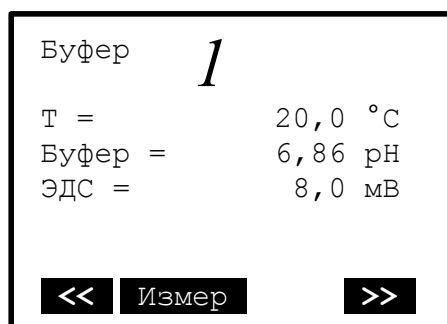 Буфер 1
T = 20,0 °C
Буфер = 6,86 pH
ЭДС = 8,0 мВ
<< Измер >>